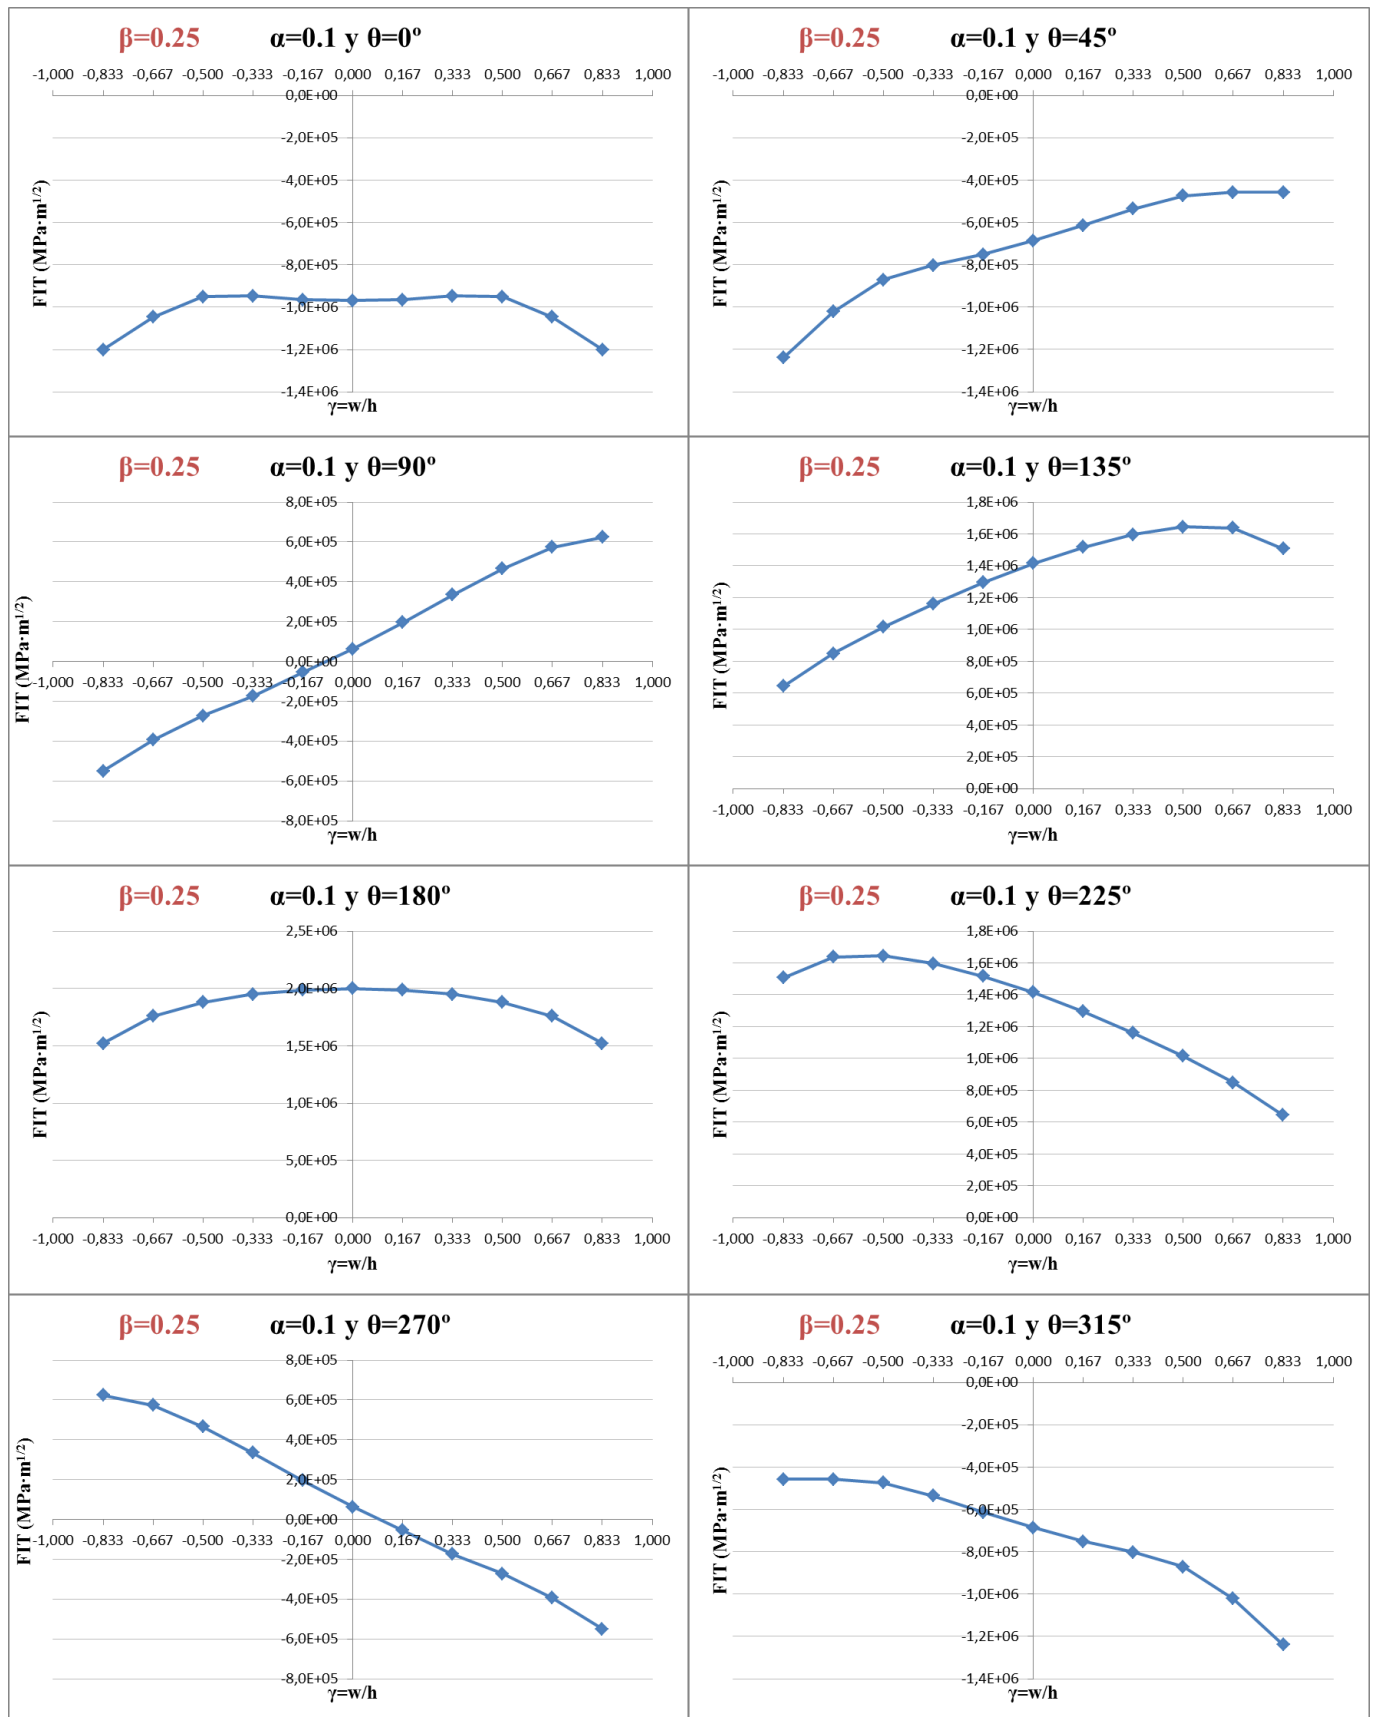 β=0.25 α=0.1 y θ=0º
-1,000 -0,833 -0,667 -0,500 -0,333 -0,167 0,000 0,167 0,333 0,500 0,667 0,833 1,000
0,0E+00
-2,0E+05
-4,0E+05
-6,0E+05
-8,0E+05
-1,0E+06
-1,2E+06
-1,4E+06
FIT (MPa·m1/2)
γ=w/h
β=0.25 α=0.1 y θ=45º
-1,000 -0,833 -0,667 -0,500 -0,333 -0,167 0,000 0,167 0,333 0,500 0,667 0,833 1,000
0,0E+00
-2,0E+05
-4,0E+05
-6,0E+05
-8,0E+05
-1,0E+06
-1,2E+06
-1,4E+06
FIT (MPa·m1/2)
γ=w/h
β=0.25 α=0.1 y θ=90º
8,0E+05
6,0E+05
4,0E+05
2,0E+05
0,0E+00
-1,000 -0,833 -0,667 -0,500 -0,333 -0,167 0,000 0,167 0,333 0,500 0,667 0,833 1,000
-2,0E+05
-4,0E+05
-6,0E+05
-8,0E+05
FIT (MPa·m1/2)
γ=w/h
β=0.25 α=0.1 y θ=135º
1,8E+06
1,6E+06
1,4E+06
1,2E+06
1,0E+06
8,0E+05
6,0E+05
4,0E+05
2,0E+05
0,0E+00
-1,000 -0,833 -0,667 -0,500 -0,333 -0,167 0,000 0,167 0,333 0,500 0,667 0,833 1,000
FIT (MPa·m1/2)
γ=w/h
β=0.25 α=0.1 y θ=180º
2,5E+06
2,0E+06
1,5E+06
1,0E+06
5,0E+05
0,0E+00
-1,000 -0,833 -0,667 -0,500 -0,333 -0,167 0,000 0,167 0,333 0,500 0,667 0,833 1,000
FIT (MPa·m1/2)
γ=w/h
β=0.25 α=0.1 y θ=225º
1,8E+06
1,6E+06
1,4E+06
1,2E+06
1,0E+06
8,0E+05
6,0E+05
4,0E+05
2,0E+05
0,0E+00
-1,000 -0,833 -0,667 -0,500 -0,333 -0,167 0,000 0,167 0,333 0,500 0,667 0,833 1,000
FIT (MPa·m1/2)
γ=w/h
β=0.25 α=0.1 y θ=270º
8,0E+05
6,0E+05
4,0E+05
2,0E+05
0,0E+00
-1,000 -0,833 -0,667 -0,500 -0,333 -0,167 0,000 0,167 0,333 0,500 0,667 0,833 1,000
-2,0E+05
-4,0E+05
-6,0E+05
-8,0E+05
FIT (MPa·m1/2)
γ=w/h
β=0.25 α=0.1 y θ=315º
-1,000 -0,833 -0,667 -0,500 -0,333 -0,167 0,000 0,167 0,333 0,500 0,667 0,833 1,000
0,0E+00
-2,0E+05
-4,0E+05
-6,0E+05
-8,0E+05
-1,0E+06
-1,2E+06
-1,4E+06
FIT (MPa·m1/2)
γ=w/h